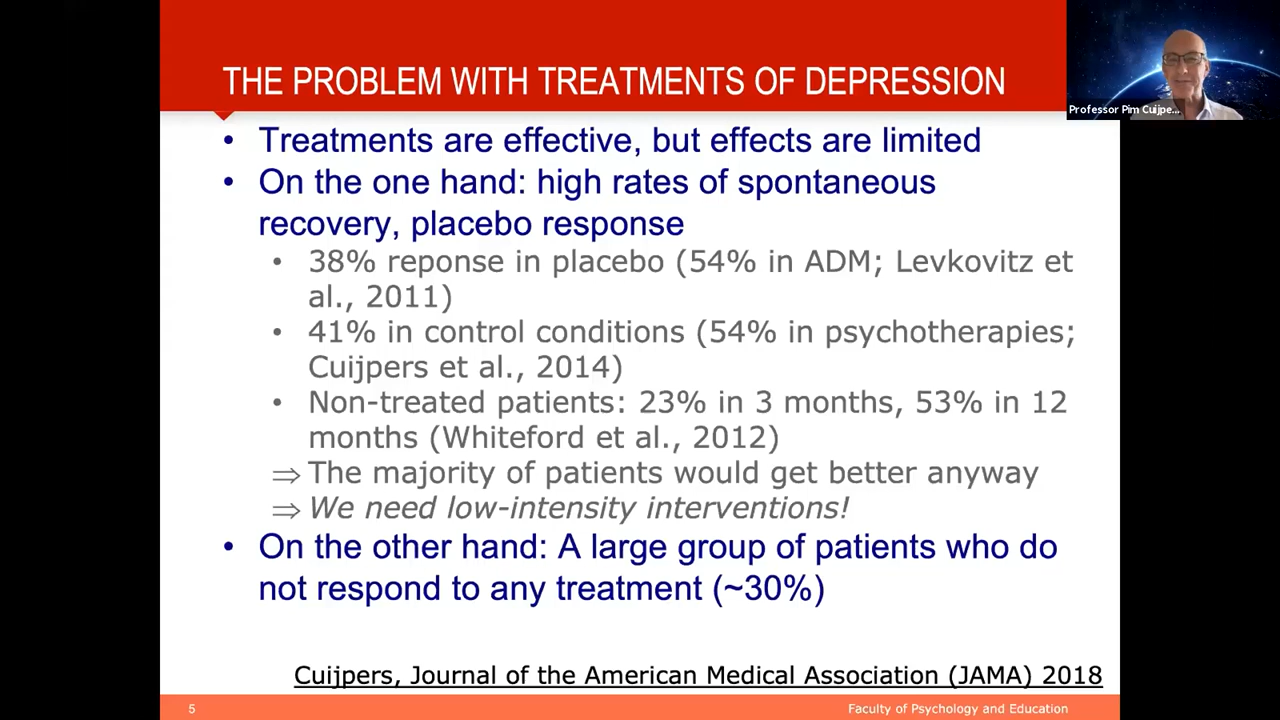 THE PROBLEM WITH TREATMENTS OF DEPRESSION
Professor Pim Cuijpe...
• Treatments are effective, but effects are limited
• On the one hand: high rates of spontaneous
recovery, placebo response
• 38% reponse in placebo (54% in ADM; Levkovitz et
al., 2011)
• 41% in control conditions (54% in psychotherapies;
Cuijpers et al., 2014)
• Non-treated patients: 23% in 3 months, 53% in 12
months (Whiteford et al., 2012)
⇒ The majority of patients would get better anyway
⇒ We need low-intensity interventions!
• On the other hand: A large group of patients who do
not respond to any treatment (~30%)
Cuijpers, Journal of the American Medical Association (JAMA) 2018
5
Faculty of Psychology and Education